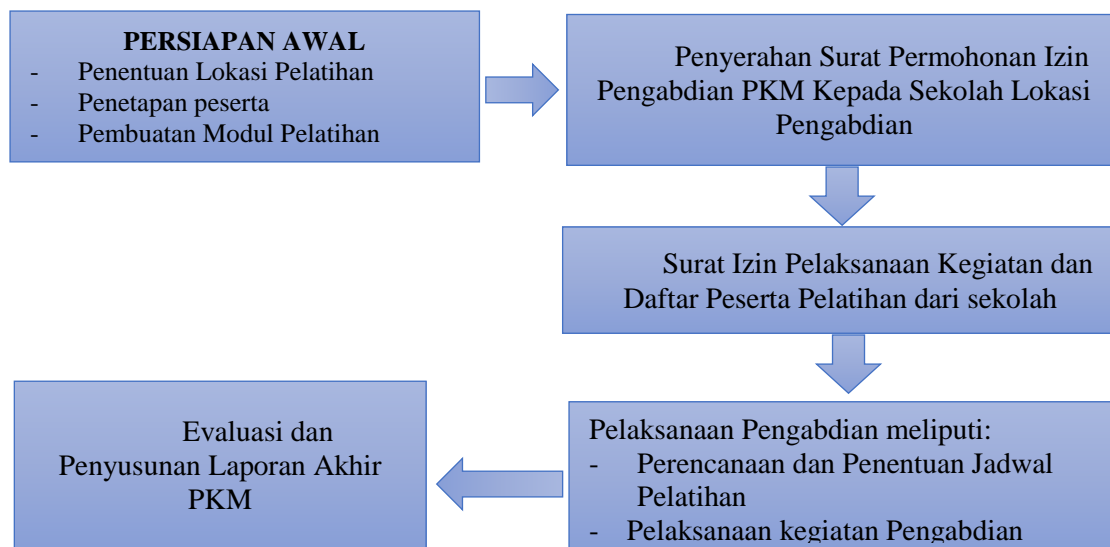 PERSIAPAN AWAL
- Penentuan Lokasi Pelatihan
- Penetapan peserta
- Pembuatan Modul Pelatihan
Penyerahan Surat Permohonan Izin
Pengabdian PKM Kepada Sekolah Lokasi
Pengabdian
Surat Izin Pelaksanaan Kegiatan dan
Daftar Peserta Pelatihan dari sekolah
Pelaksanaan Pengabdian meliputi:
- Perencanaan dan Penentuan Jadwal
Pelatihan
- Pelaksanaan kegiatan Pengabdian
Evaluasi dan
Penyusunan Laporan Akhir
PKM